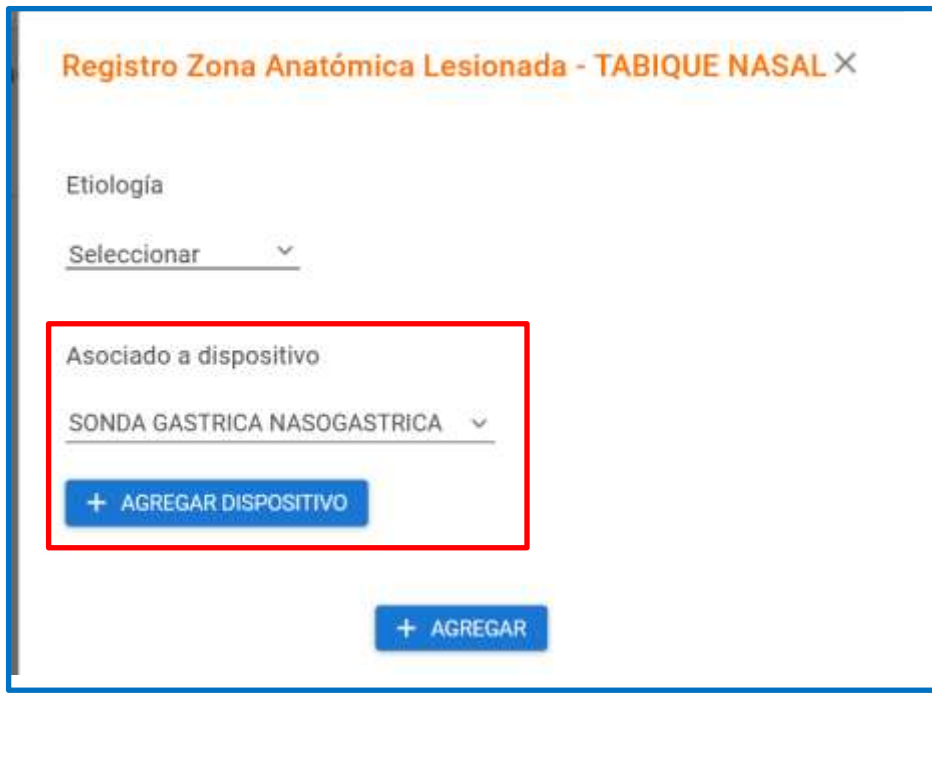 Registro Zona Anatómica Lesionada - TABIQUE NASAL ×
Etiología
Seleccionar
Asociado a dispositivo
SONDA GASTRICA NASOGASTRICA
+ AGREGAR DISPOSITIVO
+ AGREGAR